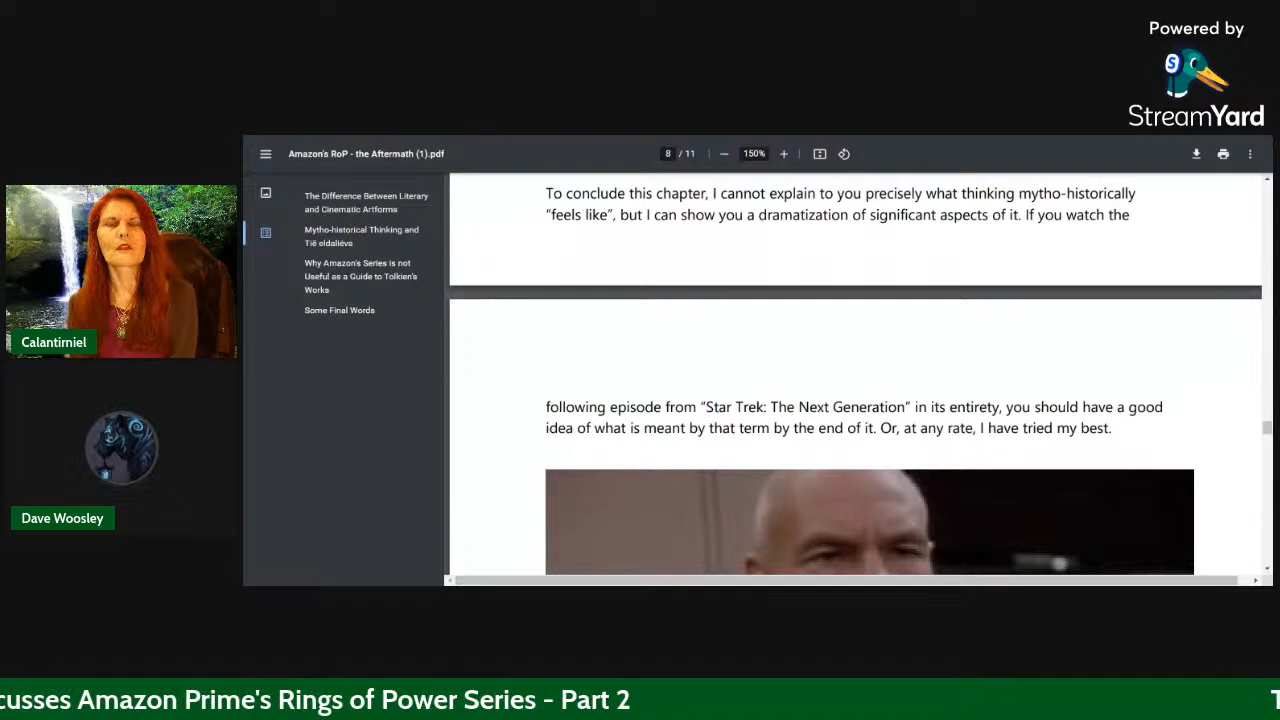 Powered by
StreamYard
Amazon's RoP - the Aftermath (1).pdf
8 / 11
150%
The Difference Between Literary
and Cinematic Artforms
Mytho-historical Thinking and
Tië eldaliéva
Why Amazon's Series is not
Useful as a Guide to Tolkien's
Works
Some Final Words
To conclude this chapter, I cannot explain to you precisely what thinking mytho-historically
“feels like”, but I can show you a dramatization of significant aspects of it. If you watch the
following episode from “Star Trek: The Next Generation” in its entirety, you should have a good
idea of what is meant by that term by the end of it. Or, at any rate, I have tried my best.
Calantirniel
Dave Woosley
cusses Amazon Prime's Rings of Power Series - Part 2